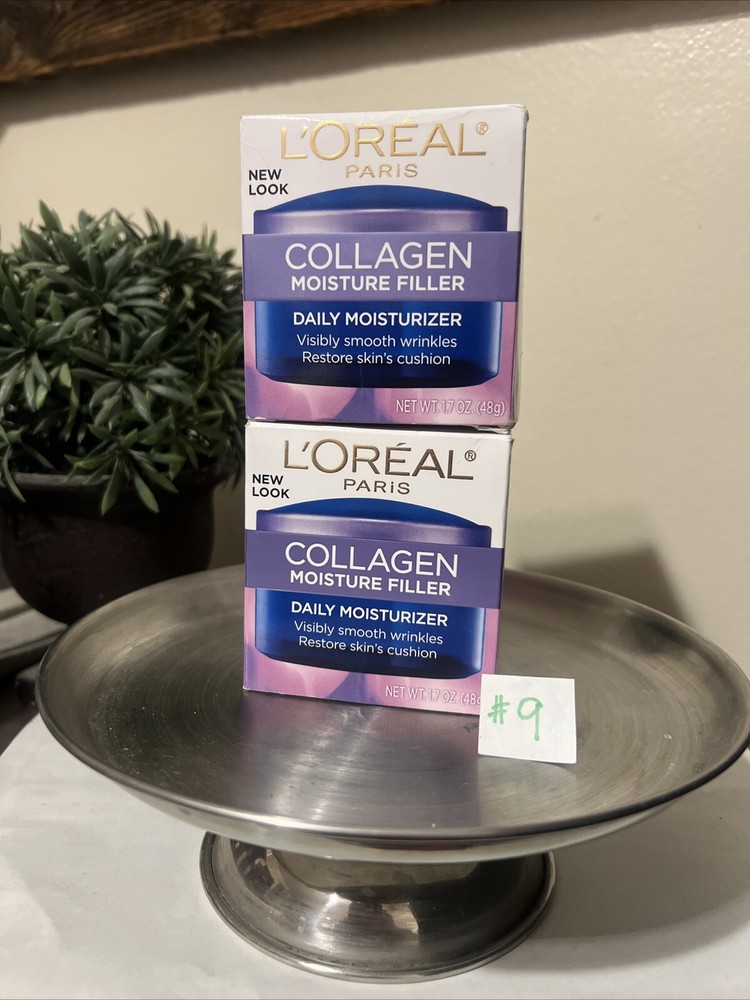 L'ORÉAL®
PARiS
NEW
LOOK
COLLAGEN
MOISTURE FILLER
DAILY MOISTURIZER
Visibly smooth wrinkles
Restore skin's cushion
NET WT. 1.7 OZ. (48g)
L'ORÉAL®
PARiS
NEW
LOOK
COLLAGEN
MOISTURE FILLER
DAILY MOISTURIZER
Visibly smooth wrinkles
Restore skin's cushion
NET WT. 1.7 OZ. (48g
#9